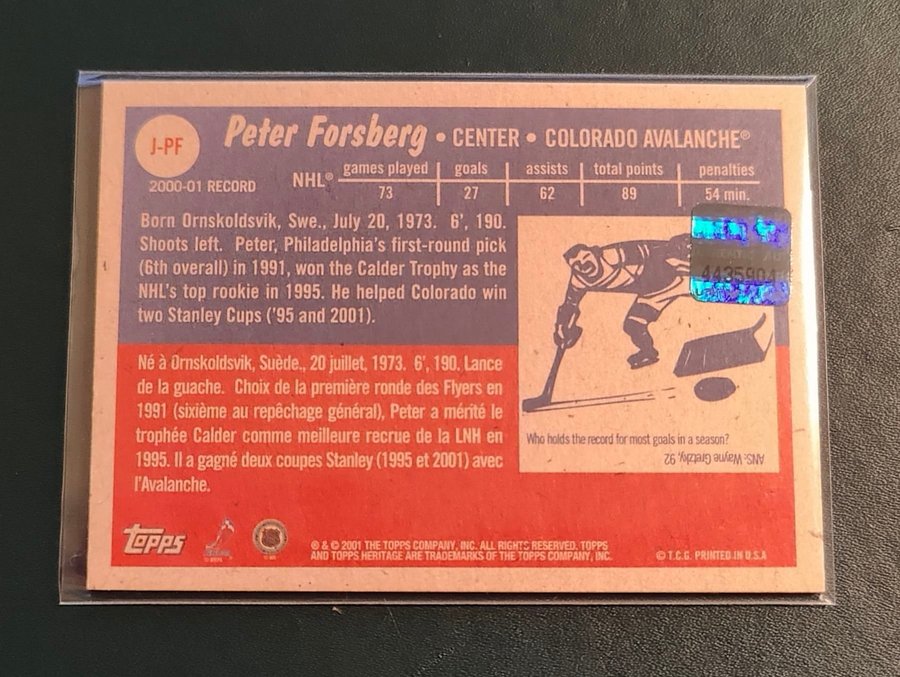 J-PF
Peter Forsberg • CENTER • COLORADO AVALANCHE®
2000-01 RECORD
NHL®
games played goals assists total points penalties
73 27 62 89 54 min.
Born Ornskoldsvik, Swe., July 20, 1973. 6', 190.
Shoots left. Peter, Philadelphia's first-round pick
(6th overall) in 1991, won the Calder Trophy as the
NHL's top rookie in 1995. He helped Colorado win
two Stanley Cups ('95 and 2001).
Né à Ornskoldsvik, Suède., 20 juillet, 1973. 6', 190. Lance
de la guache. Choix de la première ronde des Flyers en
1991 (sixième au repêchage général), Peter a mérité le
trophée Calder comme meilleure recrue de la LNH en
1995. Il a gagné deux coupes Stanley (1995 et 2001) avec
l'Avalanche.
4435904
Who holds the record for most goals in a season?
ANS: Wayne Gretzky, 92
Topps
® & © 2001 THE TOPPS COMPANY, INC. ALL RIGHTS RESERVED. TOPPS
AND TOPPS HERITAGE ARE TRADEMARKS OF THE TOPPS COMPANY, INC.
© T.C.G. PRINTED IN U.S.A